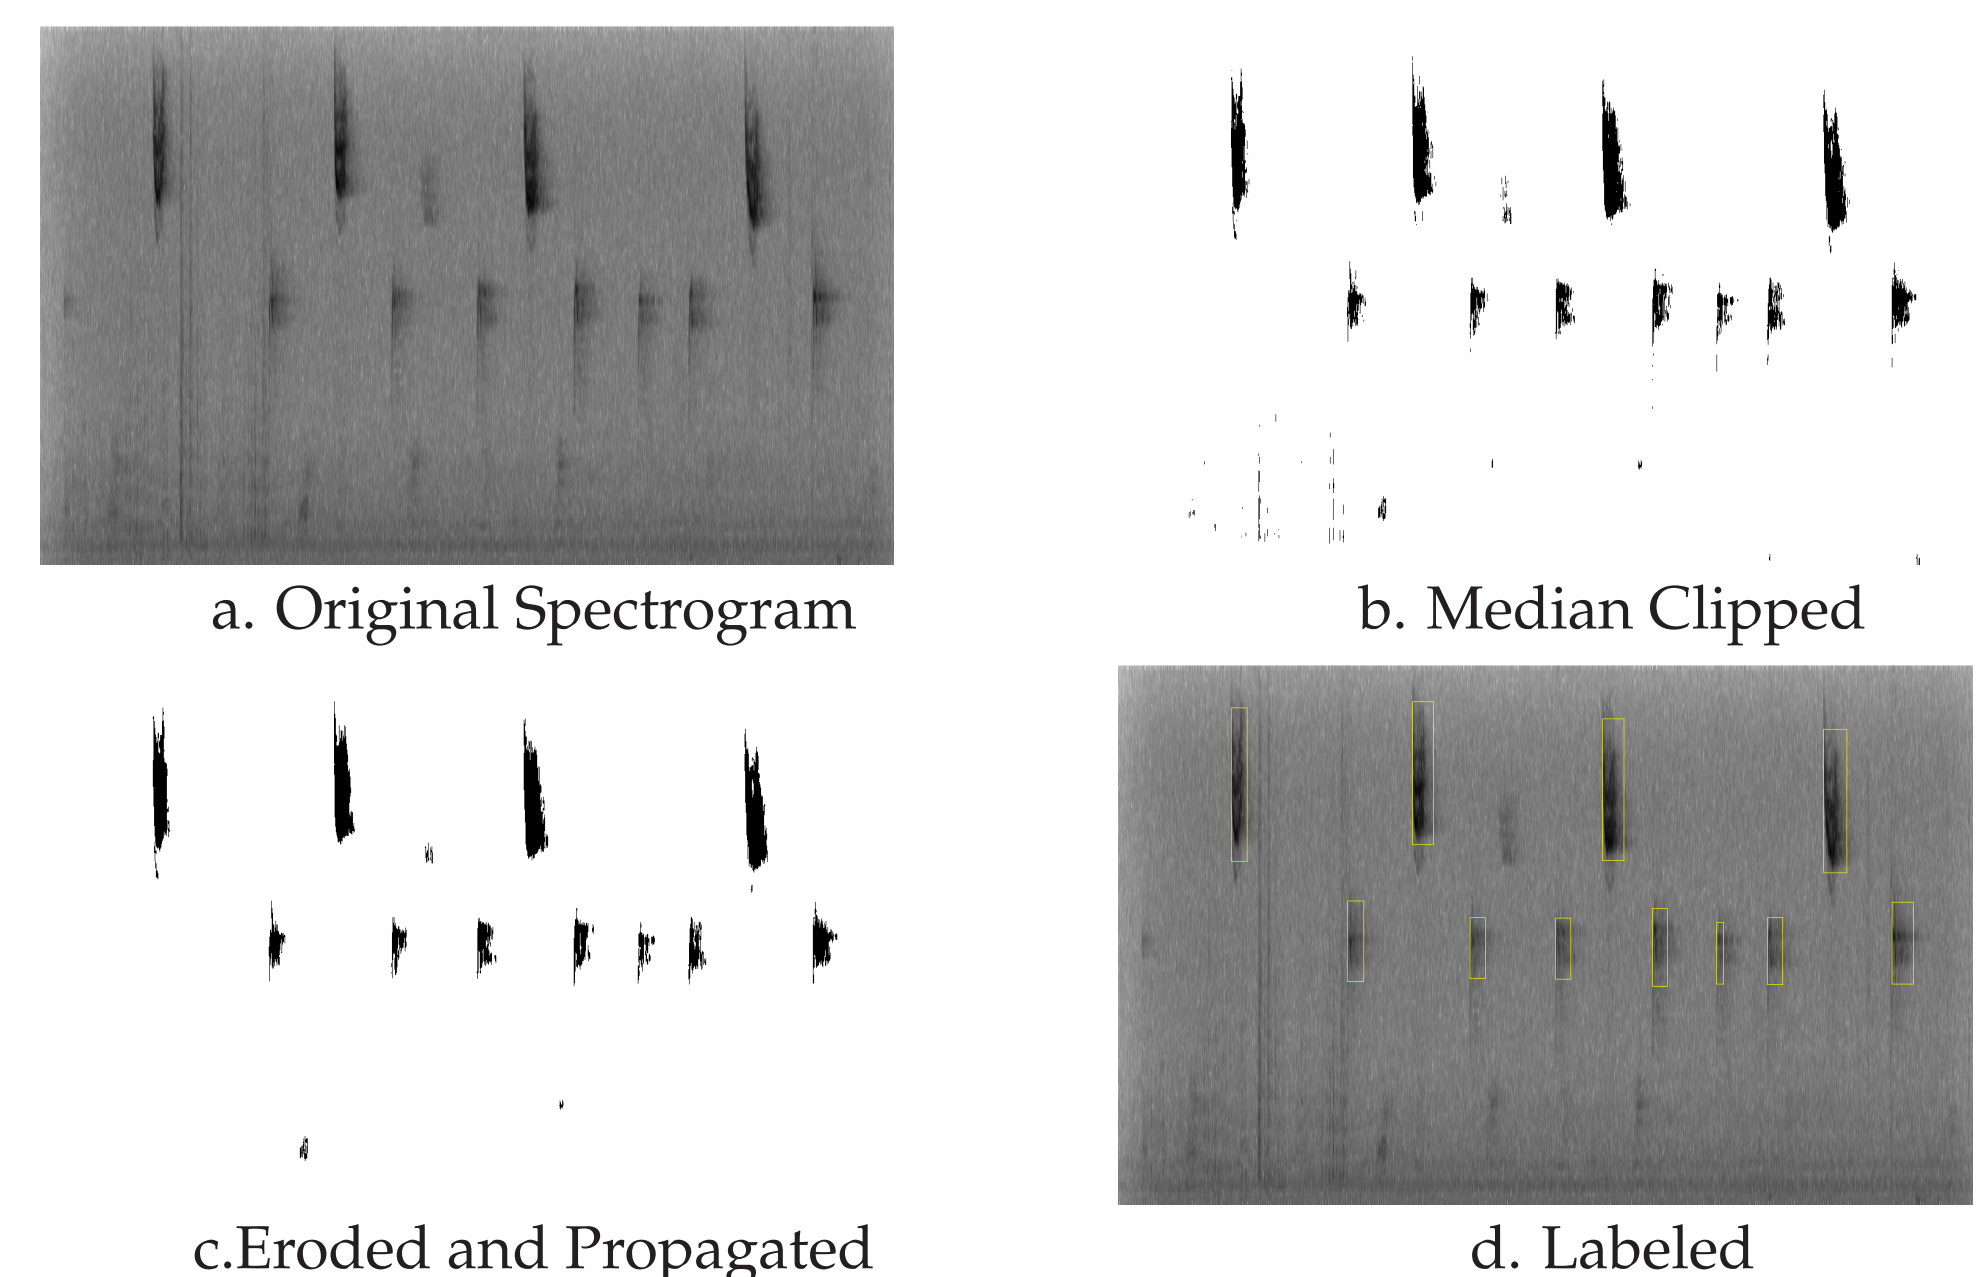 a. Original Spectrogram
b. Median Clipped
c.Eroded and Propagated
d. Labeled